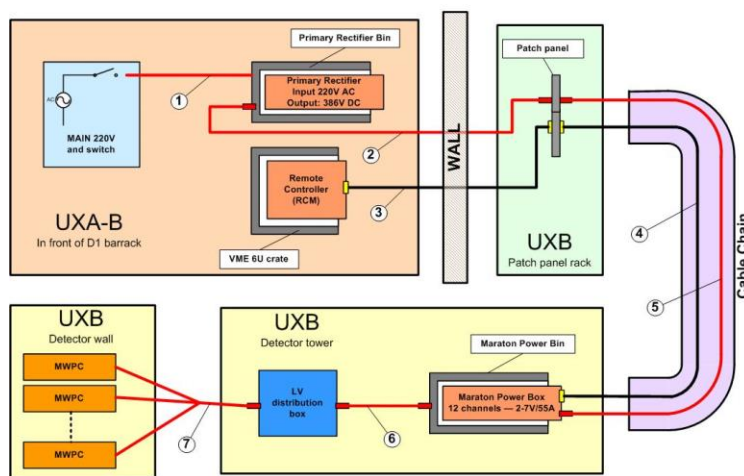 Primary Rectifier Bin
AC
MAIN 220V
and switch
1
Primary Rectifier
Input 220V AC
Output: 386V DC
2
Remote
Controller
(RCM)
3
UXA-B
In front of D1 barrack
VME 6U crate
WALL
Patch panel
UXB
Patch panel rack
4
5
Cable Chain
UXB
Detector wall
MWPC
MWPC
MWPC
7
UXB
Detector tower
LV
distribution
box
6
Maraton Power Bin
Maraton Power Box
12 channels — 2-7V/55A